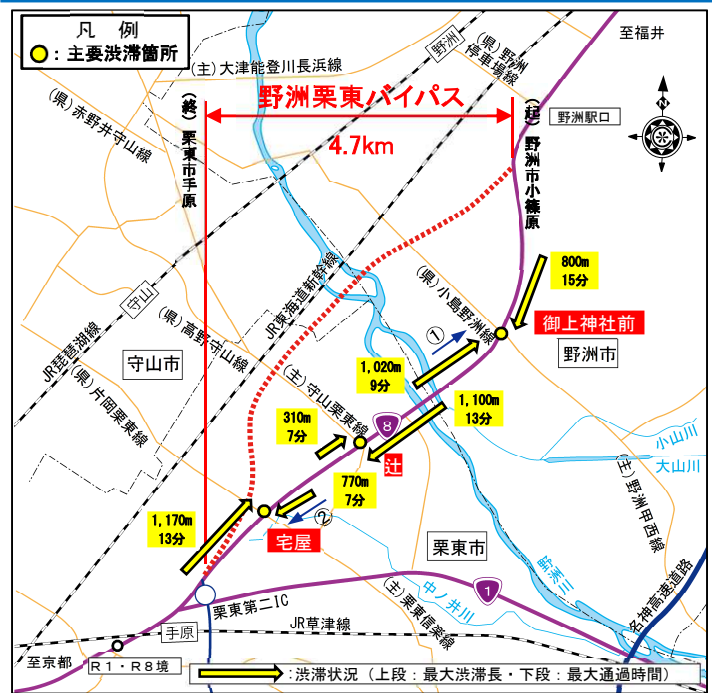 凡 例
：主要渋滞箇所
野洲
(県)野洲停車場線
至福井
(主)大津能登川長浜線
(県)赤野井守山線
(終)栗東市手原
野洲栗東バイパス
4.7km
(起)野洲市小篠原
野洲駅口
N
800m
15分
(県)小島野洲線
御上神社前
野洲市
守山
JR琵琶湖線
守山市
(県)高野守山線
JR東海道新幹線
(県)片岡栗東線
(主)守山栗東線
①
1,020m
9分
1,100m
13分
310m
7分
8
辻
770m
7分
②
1,170m
13分
宅屋
小山川
大山川
(主)野洲甲西線
栗東市
野洲川
名神高速道路
栗東第二IC
1
中ノ井川
(主)栗東信楽線
手原
JR草津線
至京都
R1・R8境
：渋滞状況（上段：最大渋滞長・下段：最大通過時間）